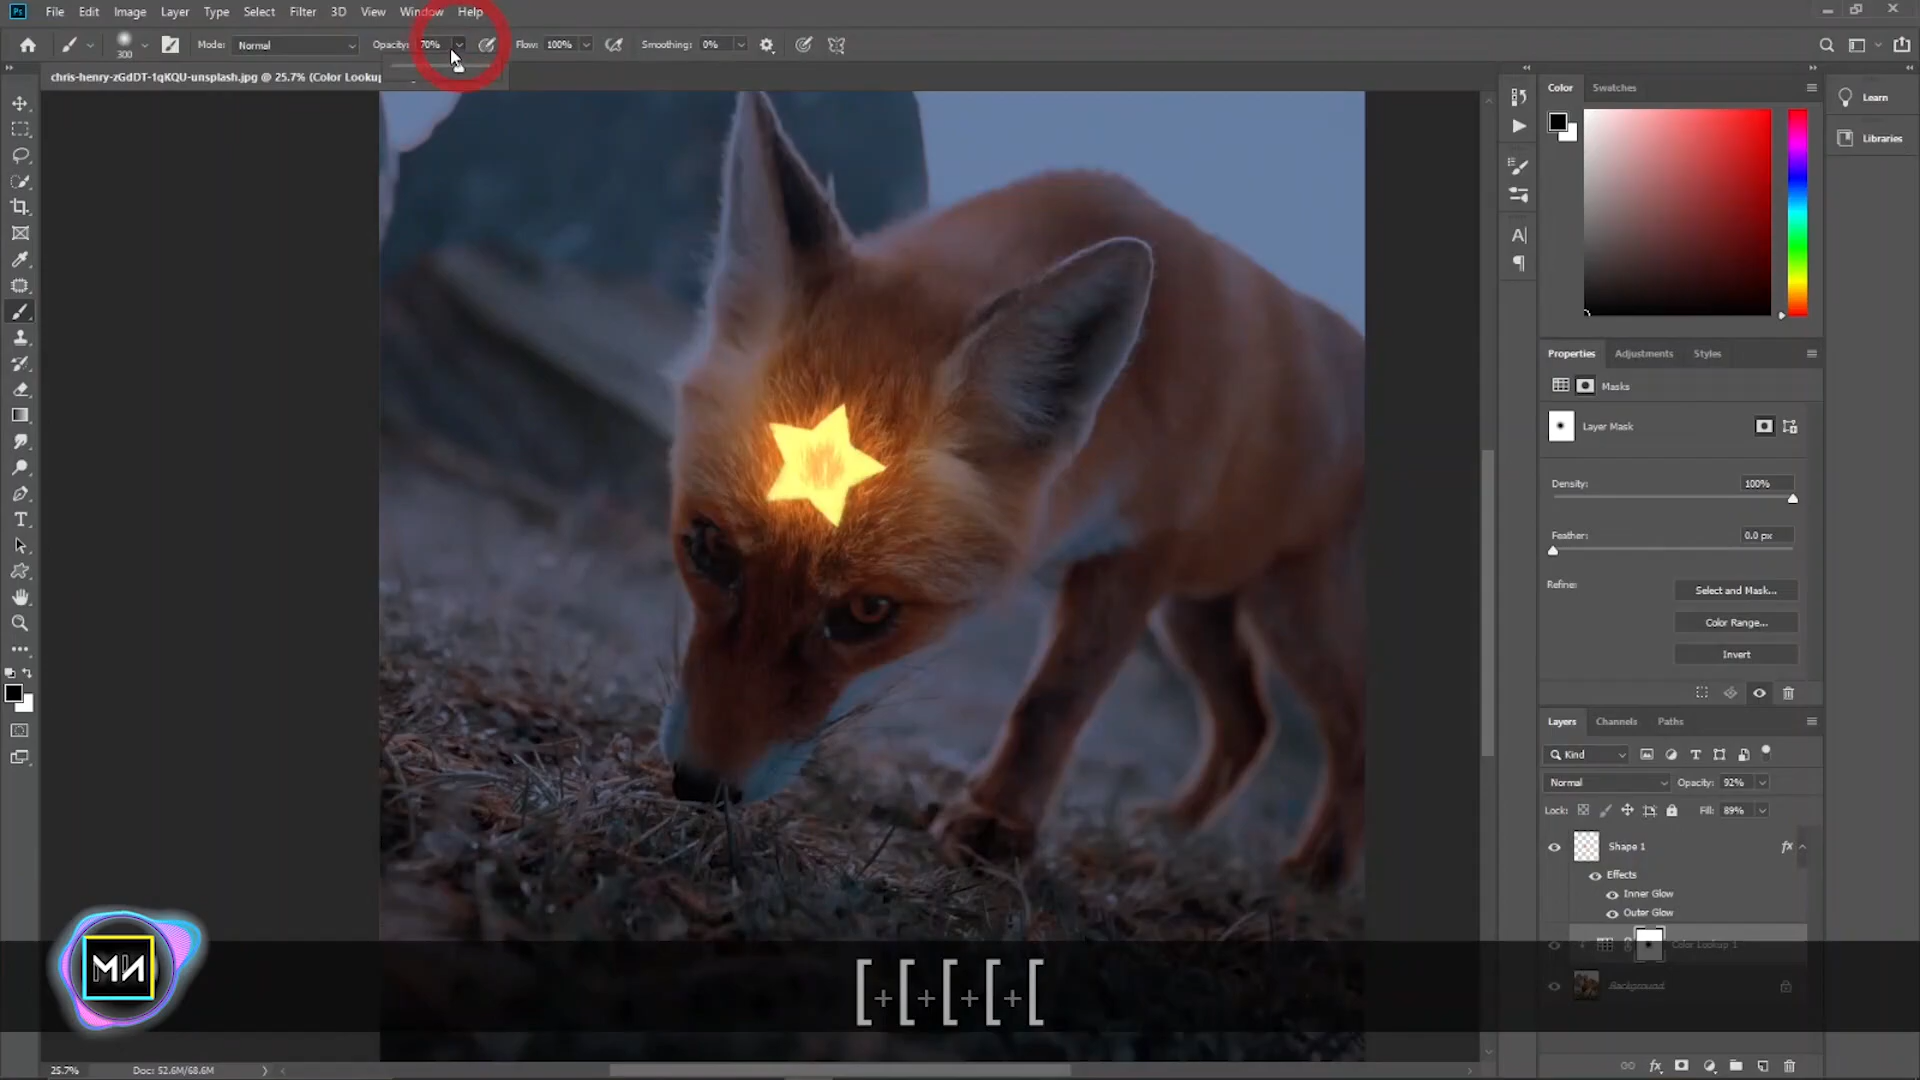 Ps File Edit Image Layer Type Select Filter 3D View Window Help
300 Mode: Normal Opacity: 70% Flow: 100% Smoothing: 0%
chris-henry-zGdDT-1qKQU-unsplash.jpg @ 25.7% (Color Lookup
Color Swatches
Learn
Libraries
Properties Adjustments Styles
Masks
Layer Mask
Density: 100%
Feather: 0.0 px
Refine:
Select and Mask...
Color Range...
Invert
Layers Channels Paths
Kind
Normal Opacity: 92%
Lock: Fill: 89%
Shape 1 fx
Effects
Inner Glow
Outer Glow
Color Lookup 1
Background
[+[+[+[+[
25.7% Doc: 52.6M/68.6M
fx